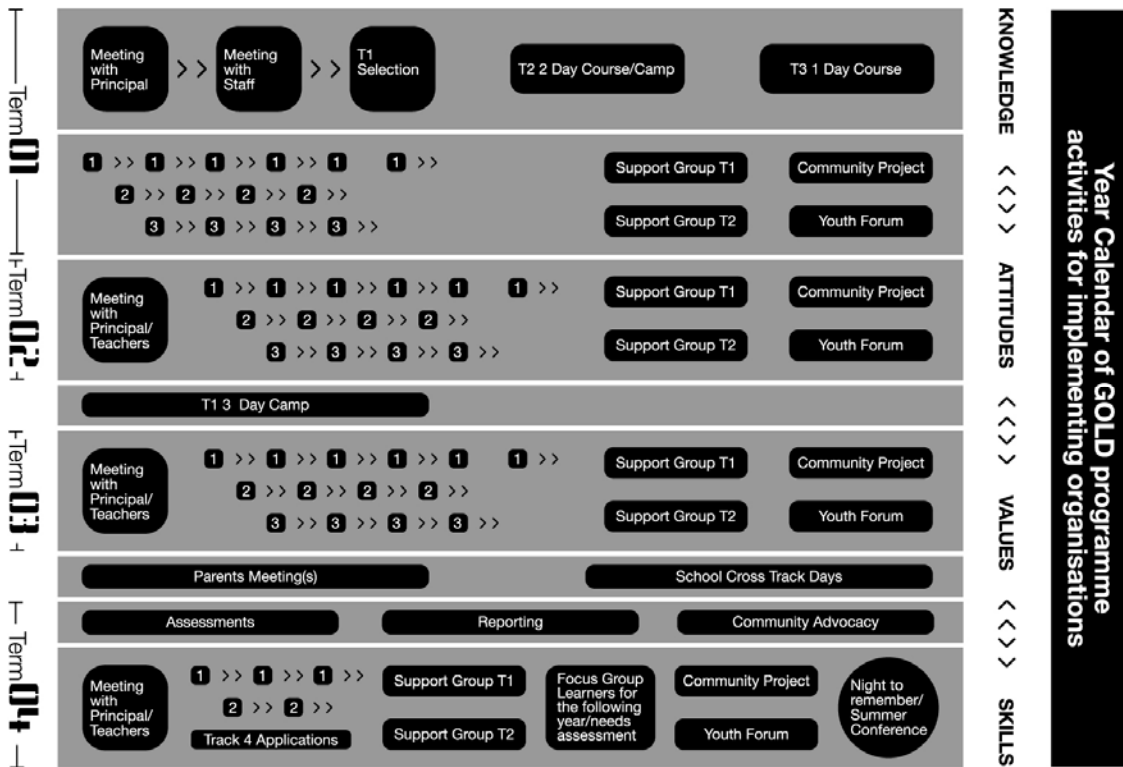 Year Calendar of GOLD programme
activities for implementing organisations
KNOWLEDGE < < > > ATTITUDES < < > > VALUES < < > > SKILLS
Term 01
Meeting
with
Principal
> >
Meeting
with
Staff
> >
T1
Selection
T2 2 Day Course/Camp
T3 1 Day Course
1 >> 1 >> 1 >> 1 >> 1 1 >>
2 >> 2 >> 2 >> 2 >>
3 >> 3 >> 3 >> 3 >>
Support Group T1
Community Project
Support Group T2
Youth Forum
Term 02
Meeting
with
Principal/
Teachers
1 >> 1 >> 1 >> 1 >> 1 1 >>
2 >> 2 >> 2 >> 2 >>
3 >> 3 >> 3 >> 3 >>
Support Group T1
Community Project
Support Group T2
Youth Forum
T1 3 Day Camp
Term 03
Meeting
with
Principal/
Teachers
1 >> 1 >> 1 >> 1 >> 1 1 >>
2 >> 2 >> 2 >> 2 >>
3 >> 3 >> 3 >> 3 >>
Support Group T1
Community Project
Support Group T2
Youth Forum
Parents Meeting(s)
School Cross Track Days
Term 04
Assessments
Reporting
Community Advocacy
Meeting
with
Principal/
Teachers
1 >> 1 >> 1 >>
2 >> 2 >>
Track 4 Applications
Support Group T1
Support Group T2
Focus Group
Learners for
the following
year/needs
assessment
Community Project
Youth Forum
Night to
remember/
Summer
Conference